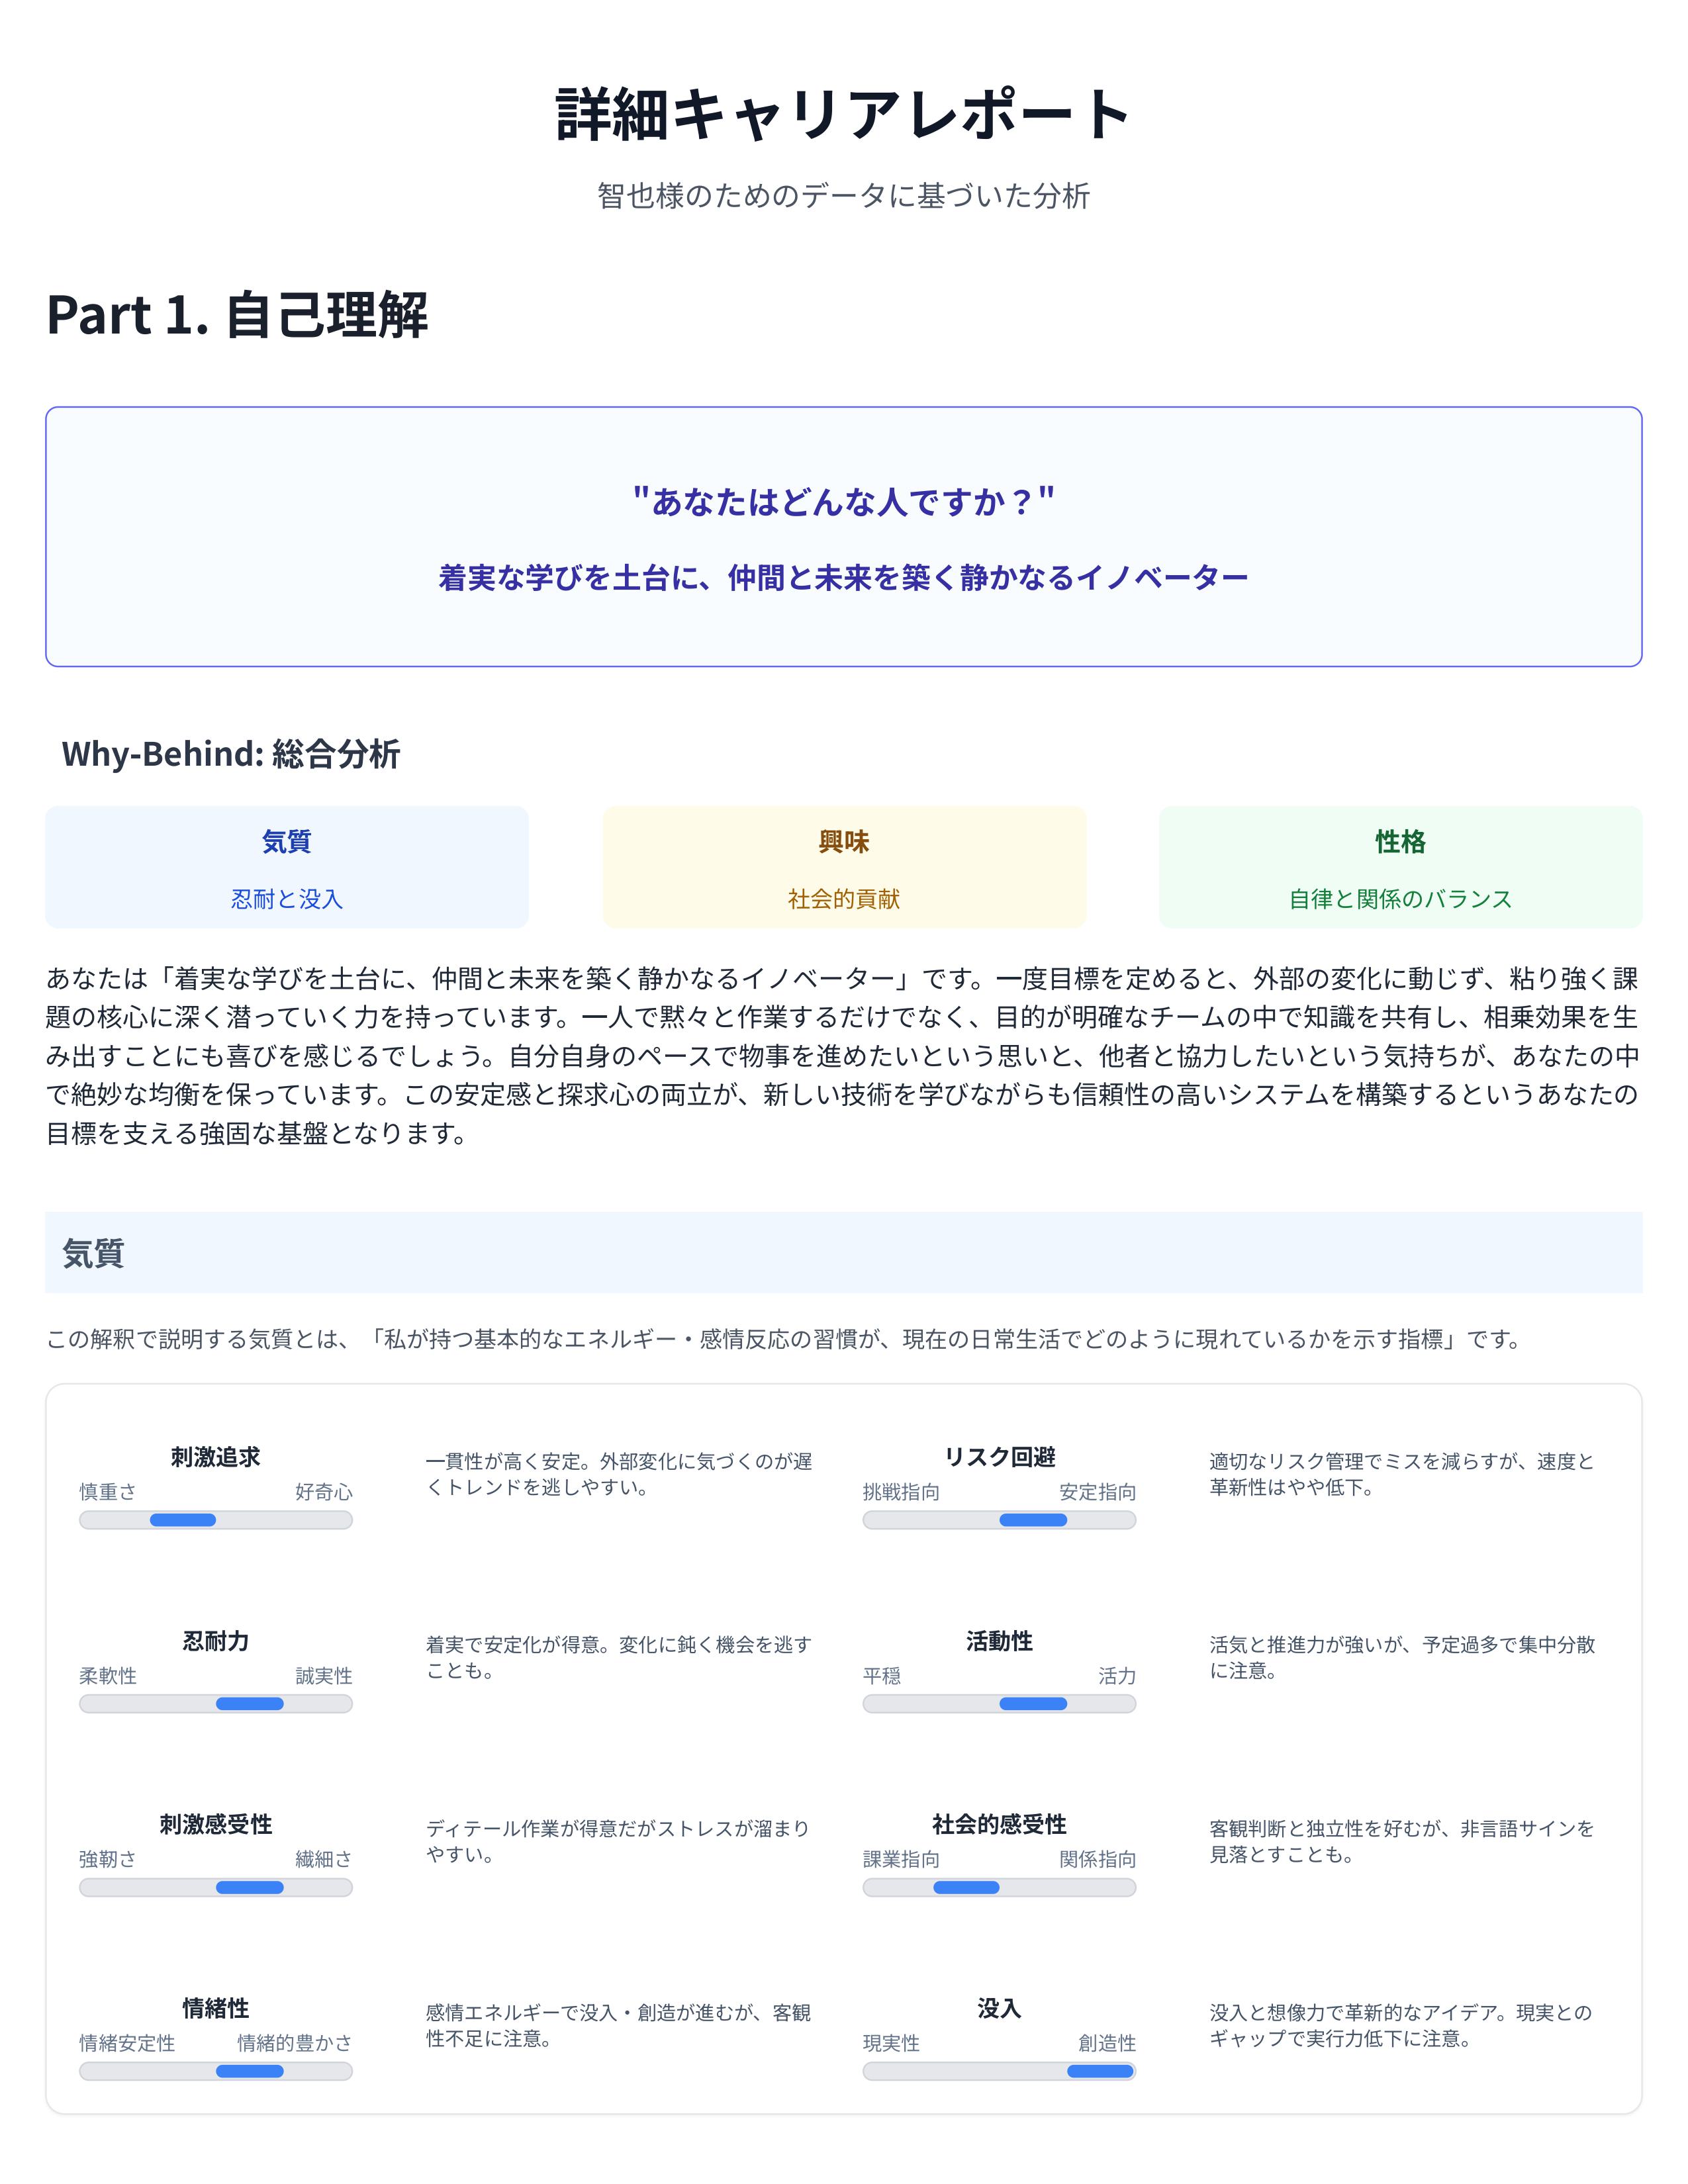 詳細キャリアレポート
智也様のためのデータに基づいた分析
Part 1. 自己理解
"あなたはどんな人ですか？"
着実な学びを土台に、仲間と未来を築く静かなるイノベーター
Why-Behind: 総合分析
気質
忍耐と没入
興味
社会的貢献
性格
自律と関係のバランス
あなたは「着実な学びを土台に、仲間と未来を築く静かなるイノベーター」です。一度目標を定めると、外部の変化に動じず、粘り強く課
題の核心に深く潜っていく力を持っています。一人で黙々と作業するだけでなく、目的が明確なチームの中で知識を共有し、相乗効果を生
み出すことにも喜びを感じるでしょう。自分自身のペースで物事を進めたいという思いと、他者と協力したいという気持ちが、あなたの中
で絶妙な均衡を保っています。この安定感と探求心の両立が、新しい技術を学びながらも信頼性の高いシステムを構築するというあなたの
目標を支える強固な基盤となります。
気質
この解釈で説明する気質とは、「私が持つ基本的なエネルギー・感情反応の習慣が、現在の日常生活でどのように現れているかを示す指標」です。
刺激追求
慎重さ 好奇心
一貫性が高く安定。外部変化に気づくのが遅
くトレンドを逃しやすい。
リスク回避
挑戦指向 安定指向
適切なリスク管理でミスを減らすが、速度と
革新性はやや低下。
忍耐力
柔軟性 誠実性
着実で安定化が得意。変化に鈍く機会を逃す
ことも。
活動性
平穏 活力
活気と推進力が強いが、予定過多で集中分散
に注意。
刺激感受性
強靭さ 繊細さ
ディテール作業が得意だがストレスが溜まり
やすい。
社会的感受性
課業指向 関係指向
客観判断と独立性を好むが、非言語サインを
見落とすことも。
情緒性
情緒安定性 情緒的豊かさ
感情エネルギーで没入・創造が進むが、客観
性不足に注意。
没入
現実性 創造性
没入と想像力で革新的なアイデア。現実との
ギャップで実行力低下に注意。